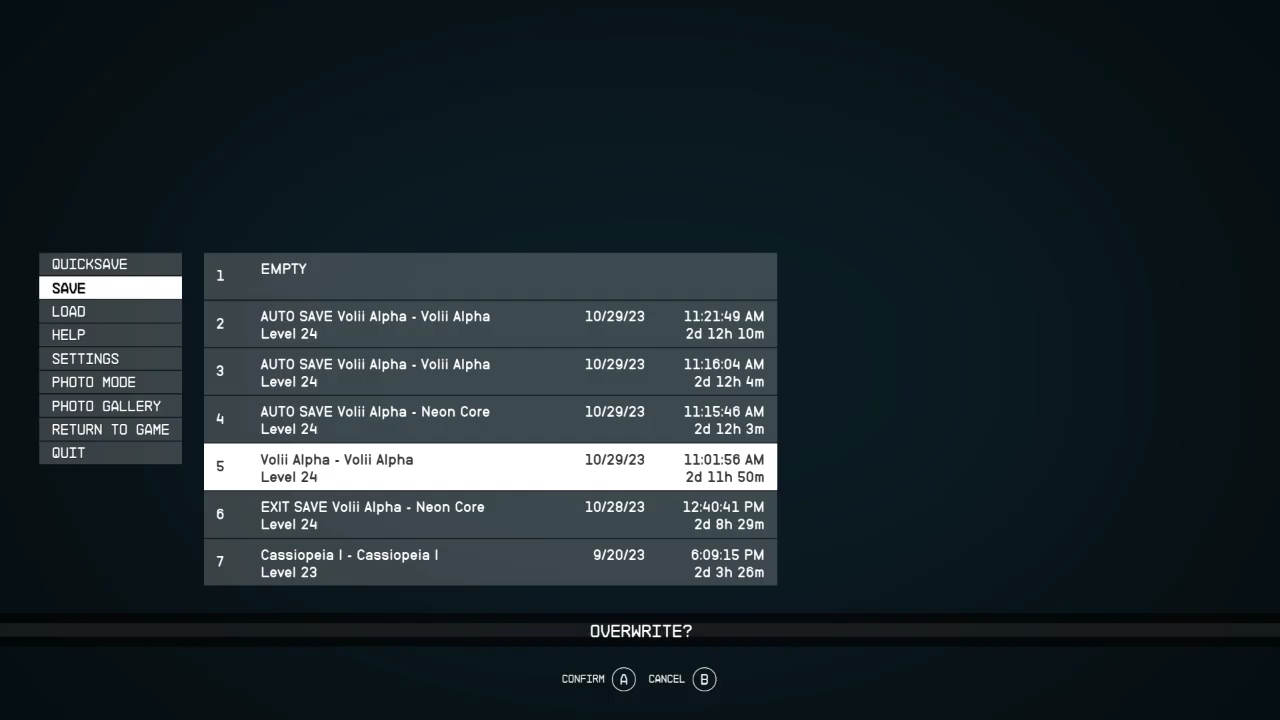 QUICKSAVE
SAVE
LOAD
HELP
SETTINGS
PHOTO MODE
PHOTO GALLERY
RETURN TO GAME
QUIT
1 EMPTY
2 AUTO SAVE Volii Alpha - Volii Alpha 10/29/23 11:21:49 AM
Level 24 2d 12h 10m
3 AUTO SAVE Volii Alpha - Volii Alpha 10/29/23 11:16:04 AM
Level 24 2d 12h 4m
4 AUTO SAVE Volii Alpha - Neon Core 10/29/23 11:15:46 AM
Level 24 2d 12h 3m
5 Volii Alpha - Volii Alpha 10/29/23 11:01:56 AM
Level 24 2d 11h 50m
6 EXIT SAVE Volii Alpha - Neon Core 10/28/23 12:40:41 PM
Level 24 2d 8h 29m
7 Cassiopeia I - Cassiopeia I 9/20/23 6:09:15 PM
Level 23 2d 3h 26m
OVERWRITE?
CONFIRM A CANCEL B